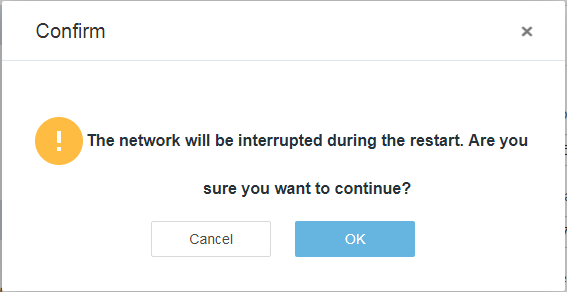 Confirm
The network will be interrupted during the restart. Are you
sure you want to continue?
Cancel
OK